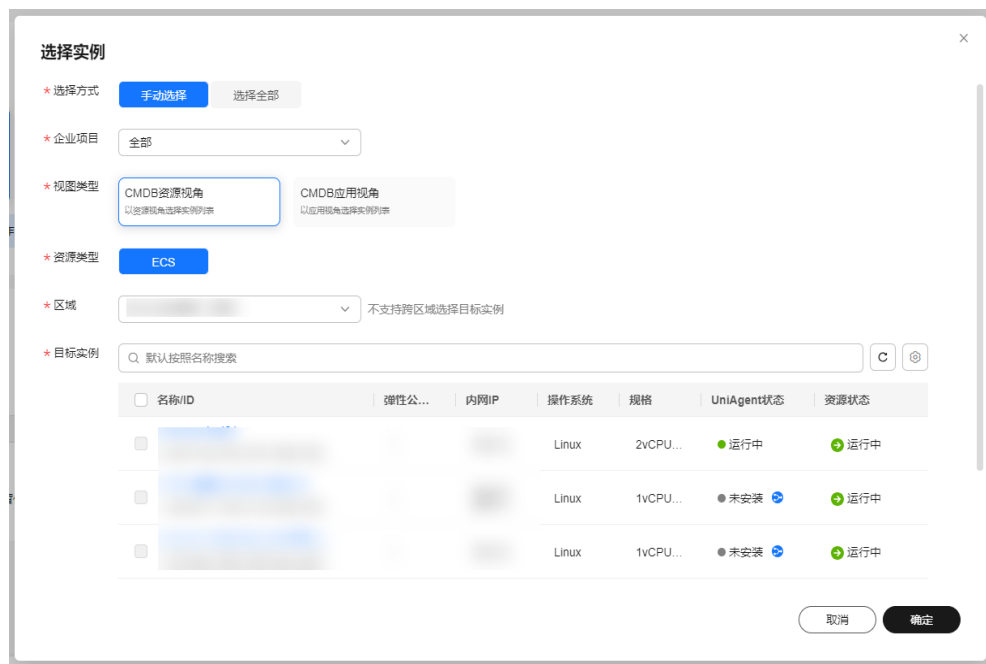 选择实例
* 选择方式 手动选择 选择全部
* 企业项目 全部
* 视图类型 CMDB资源视角 CMDB应用视角
以资源视角选择实例列表 以应用视角选择实例列表
* 资源类型 ECS
* 区域 不支持跨区域选择目标实例
* 目标实例 默认按照名称搜索
名称/ID 弹性公... 内网IP 操作系统 规格 UniAgent状态 资源状态
Linux 2vCPU... 运行中 运行中
Linux 1vCPU... 未安装 运行中
Linux 1vCPU... 未安装 运行中
取消 确定